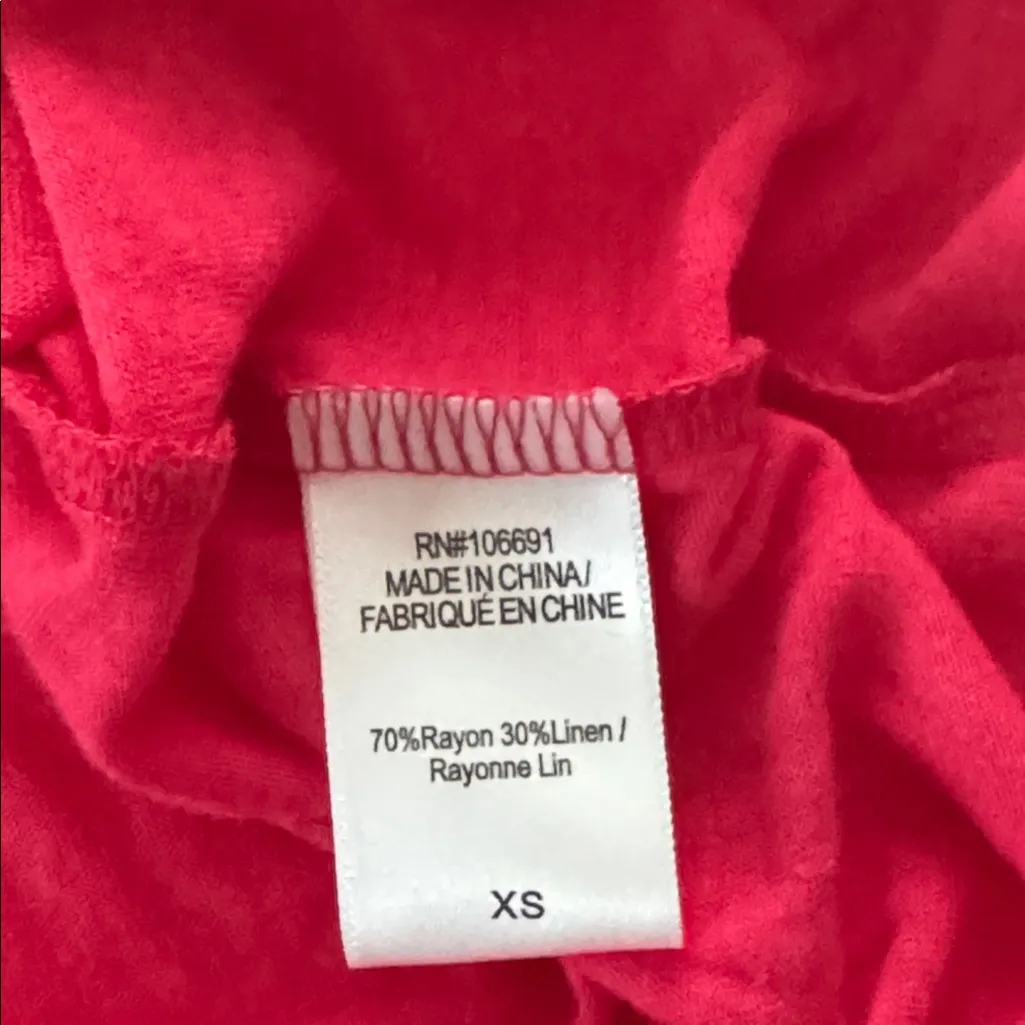 RN#106691
MADE IN CHINA/
FABRIQUÉ EN CHINE
70%Rayon 30%Linen /
Rayonne Lin
XS